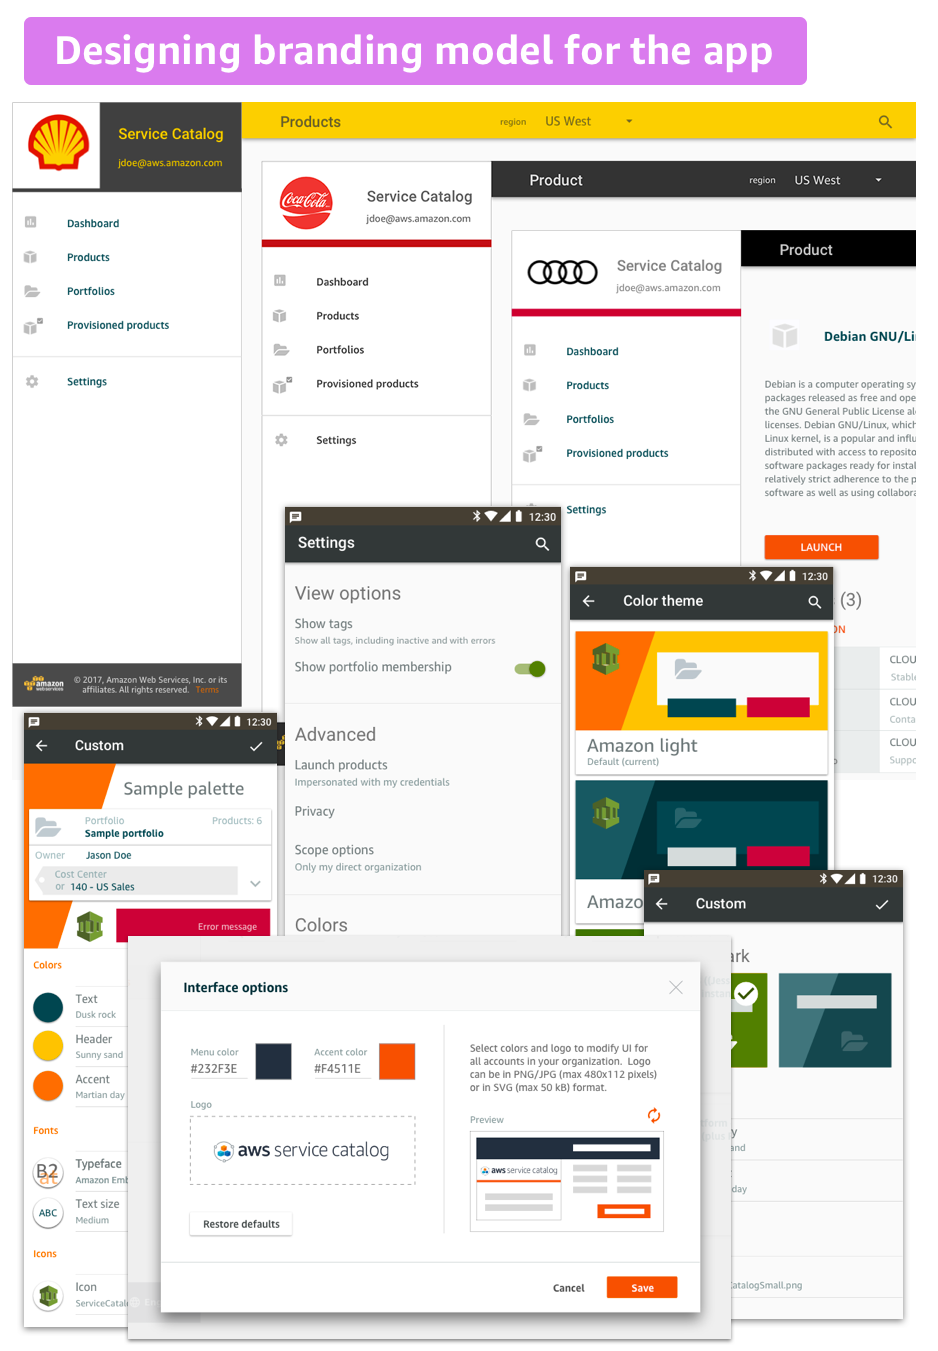 Designing branding model for the app
Service Catalog
jdoe@aws.amazon.com
Products
region
US West
Dashboard
Products
Portfolios
Provisioned products
Settings
amazon
webservices
© 2017, Amazon Web Services, Inc. or its
affiliates. All rights reserved. Terms
Coca-Cola
Service Catalog
jdoe@aws.amazon.com
Product
region
US West
Dashboard
Products
Portfolios
Provisioned products
Settings
Service Catalog
jdoe@aws.amazon.com
Product
Dashboard
Products
Portfolios
Provisioned products
Settings
Debian GNU/Li
Debian is a computer operating sy
packages released as free and ope
the GNU General Public License al
licenses. Debian GNU/Linux, which
Linux kernel, is a popular and influ
distributed with access to reposito
software packages ready for instal
relatively strict adherence to the p
software as well as using collabora
LAUNCH
(3)
ON
CLOU
Stable
CLOU
Conta
CLOU
Suppo
12:30
Settings
View options
Show tags
Show all tags, including inactive and with errors
Show portfolio membership
Advanced
Launch products
Impersonated with my credentials
Privacy
Scope options
Only my direct organization
Colors
12:30
Color theme
Amazon light
Default (current)
Amazo
12:30
Custom
Sample palette
Portfolio
Products: 6
Sample portfolio
Owner
Jason Doe
Cost Center
or 140 - US Sales
Error message
Colors
Text
Dusk rock
Header
Sunny sand
Accent
Martian day
Fonts
B2
at
Typeface
Amazon Emb
ABC
Text size
Medium
Icons
Icon
ServiceCatal
12:30
Custom
ark
y
and
day
CatalogSmall.png
Interface options
Menu color
#232F3E
Accent color
#F4511E
Logo
aws service catalog
Restore defaults
Select colors and logo to modify UI for
all accounts in your organization. Logo
can be in PNG/JPG (max 480x112 pixels)
or in SVG (max 50 kB) format.
Preview
aws service catalog
Cancel
Save